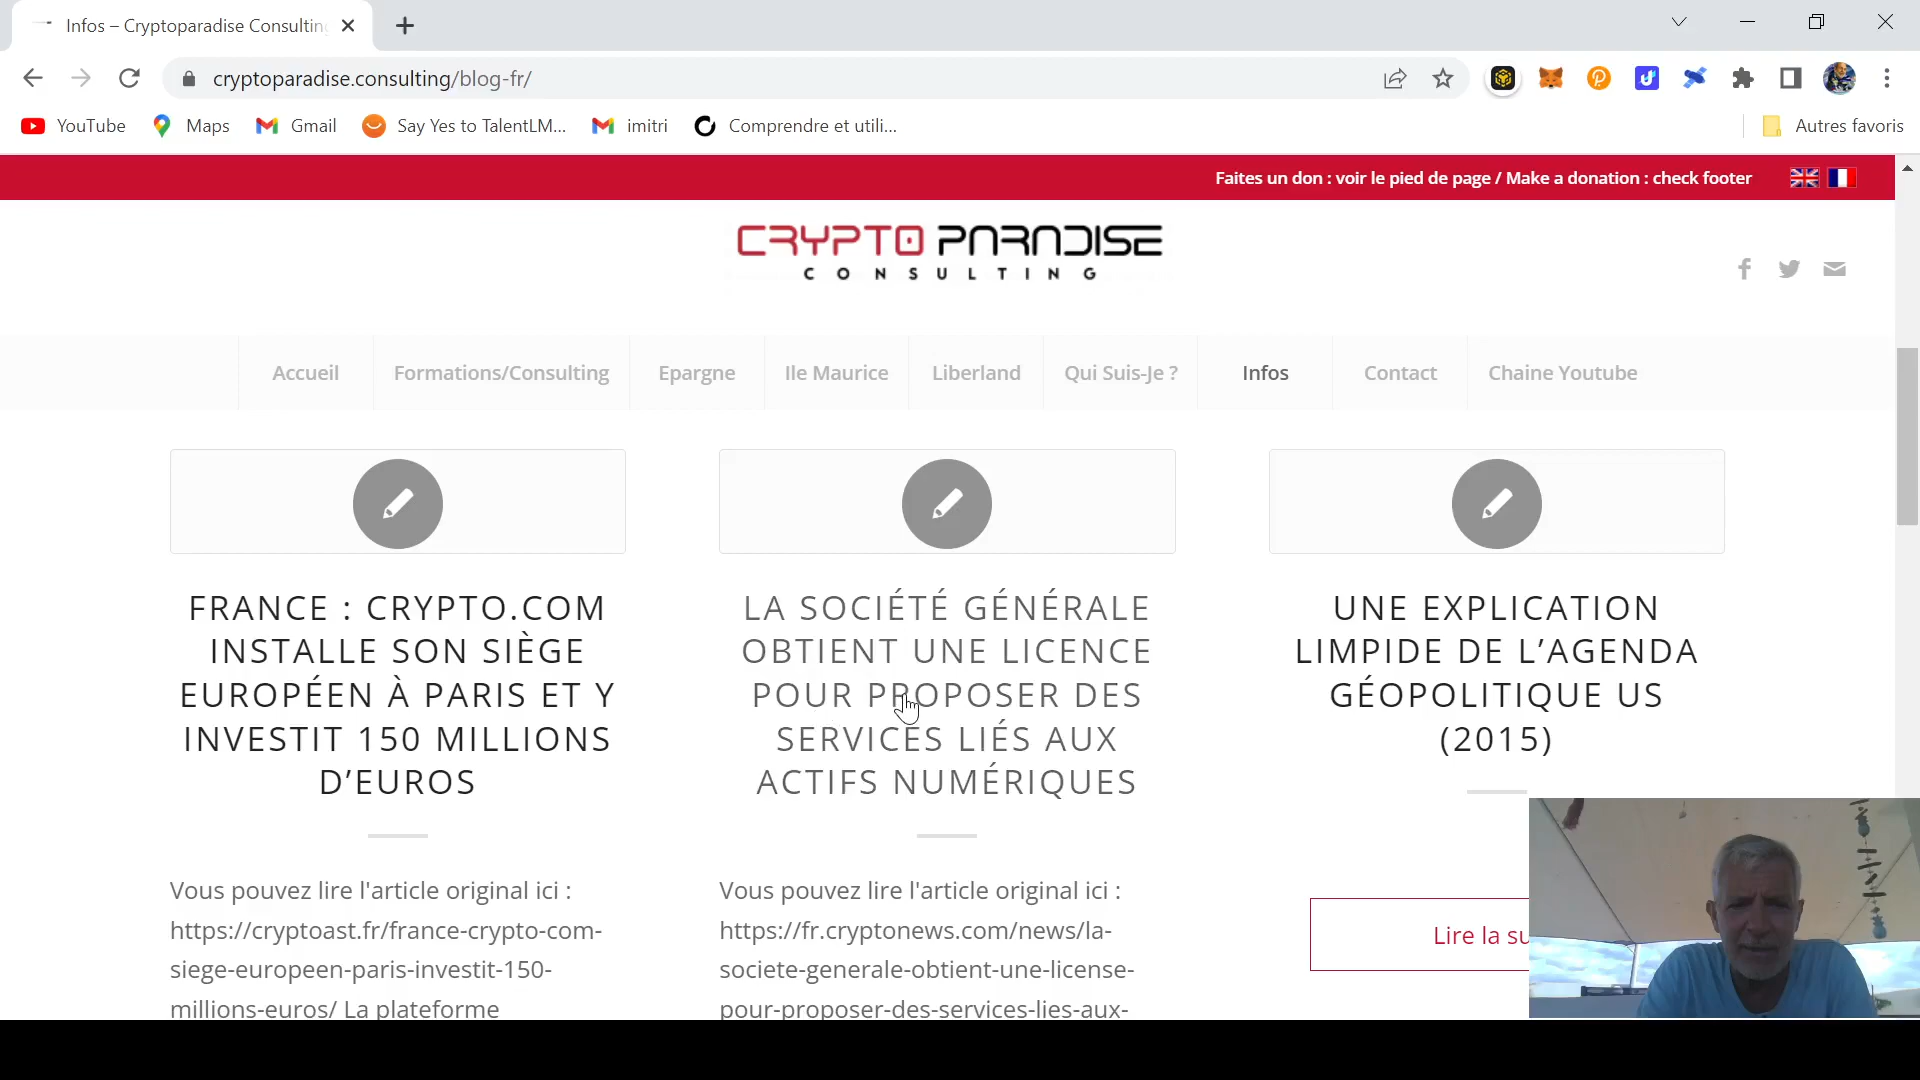 Infos – Cryptoparadise Consulting
cryptoparadise.consulting/blog-fr/
YouTube
Maps
Gmail
Say Yes to TalentLM...
imitri
Comprendre et utili...
Autres favoris
Faites un don : voir le pied de page / Make a donation : check footer
CRYPTO PARADISE
CONSULTING
Accueil
Formations/Consulting
Epargne
Ile Maurice
Liberland
Qui Suis-Je ?
Infos
Contact
Chaine Youtube
FRANCE : CRYPTO.COM
INSTALLE SON SIÈGE
EUROPÉEN À PARIS ET Y
INVESTIT 150 MILLIONS
D’EUROS
Vous pouvez lire l'article original ici :
https://cryptoast.fr/france-crypto-com-
siege-europeen-paris-investit-150-
millions-euros/ La plateforme
LA SOCIÉTÉ GÉNÉRALE
OBTIENT UNE LICENCE
POUR PROPOSER DES
SERVICES LIÉS AUX
ACTIFS NUMÉRIQUES
Vous pouvez lire l'article original ici :
https://fr.cryptonews.com/news/la-
societe-generale-obtient-une-license-
pour-proposer-des-services-lies-aux-
UNE EXPLICATION
LIMPIDE DE L’AGENDA
GÉOPOLITIQUE US
(2015)
Lire la su